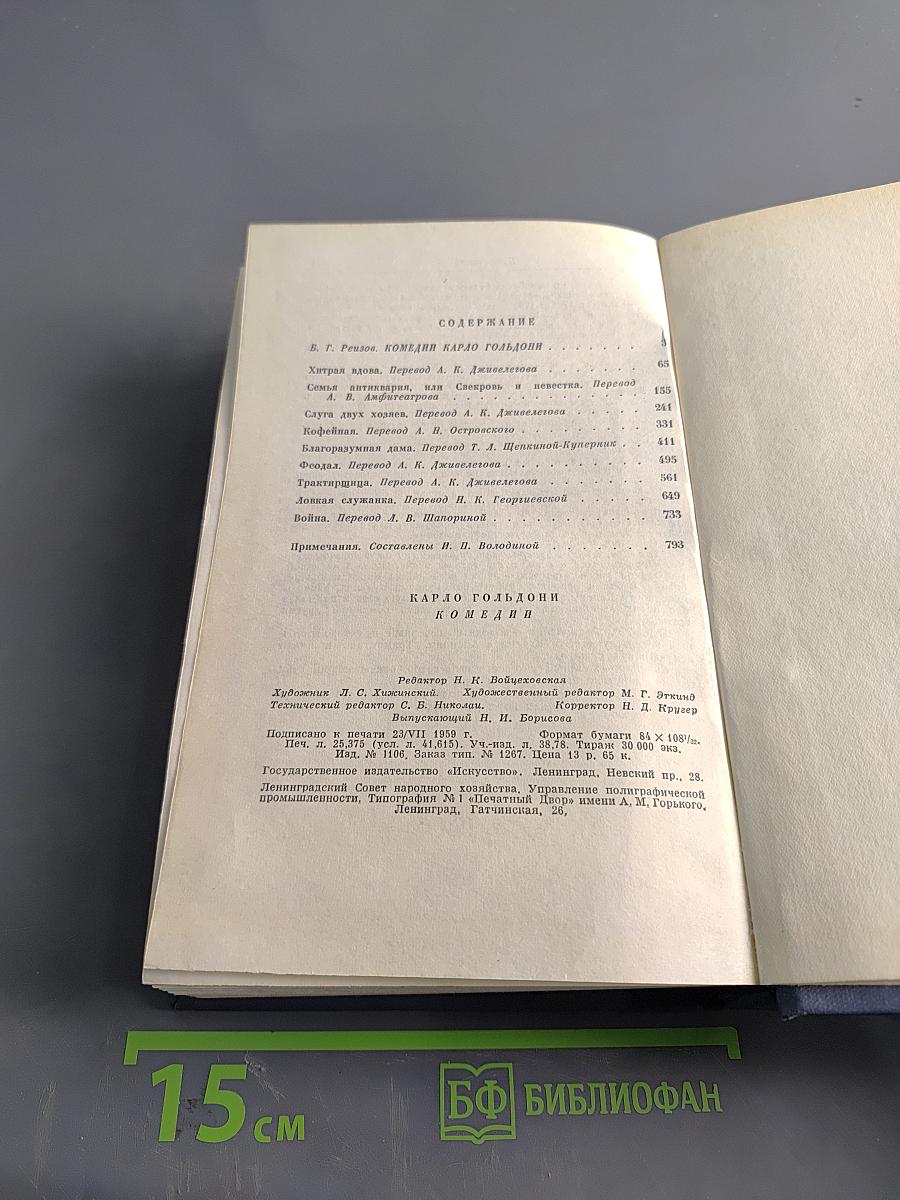 СОДЕРЖАНИЕ
Б. Г. Реизов. КОМЕДИИ КАРЛО ГОЛЬДОНИ . . . . . . . 3
Хитрая вдова. Перевод А. К. Дживелегова . . . . . . . 65
Семья антиквария, или Свекровь и невестка. Перевод
А. В. Амфитеатрова . . . . . . . . . . . . . 155
Слуга двух хозяев. Перевод А. К. Дживелегова . . . . . 241
Кофейная. Перевод А. Н. Островского . . . . . . . . . 331
Благоразумная дама. Перевод Т. Л. Щепкиной-Куперник . . 411
Феодал. Перевод А. К. Дживелегова . . . . . . . . . . 495
Трактирщица. Перевод А. К. Дживелегова . . . . . . . 561
Ловкая служанка. Перевод Н. К. Георгиевской . . . . . 649
Война. Перевод Л. В. Шапориной . . . . . . . . . . . 733
Примечания. Составлены И. П. Володиной . . . . . . . 793
КАРЛО ГОЛЬДОНИ
КОМЕДИИ
Редактор Н. К. Войцеховская
Художник Л. С. Хижинский. Художественный редактор М. Г. Эткинд
Технический редактор С. Б. Николаи. Корректор Н. Д. Кругер
Выпускающий Н. И. Борисова
Подписано к печати 23/VII 1959 г. Формат бумаги 84 × 108¹/₃₂.
Печ. л. 25,375 (усл. л. 41,615). Уч.-изд. л. 38,78. Тираж 30 000 экз.
Изд. № 1106. Заказ тип. № 1267. Цена 13 р. 65 к.
Государственное издательство «Искусство». Ленинград, Невский пр., 28.
Ленинградский Совет народного хозяйства. Управление полиграфической
промышленности, Типография № 1 «Печатный Двор» имени А. М. Горького.
Ленинград, Гатчинская, 26.
15 см
БФ БИБЛИОФАН